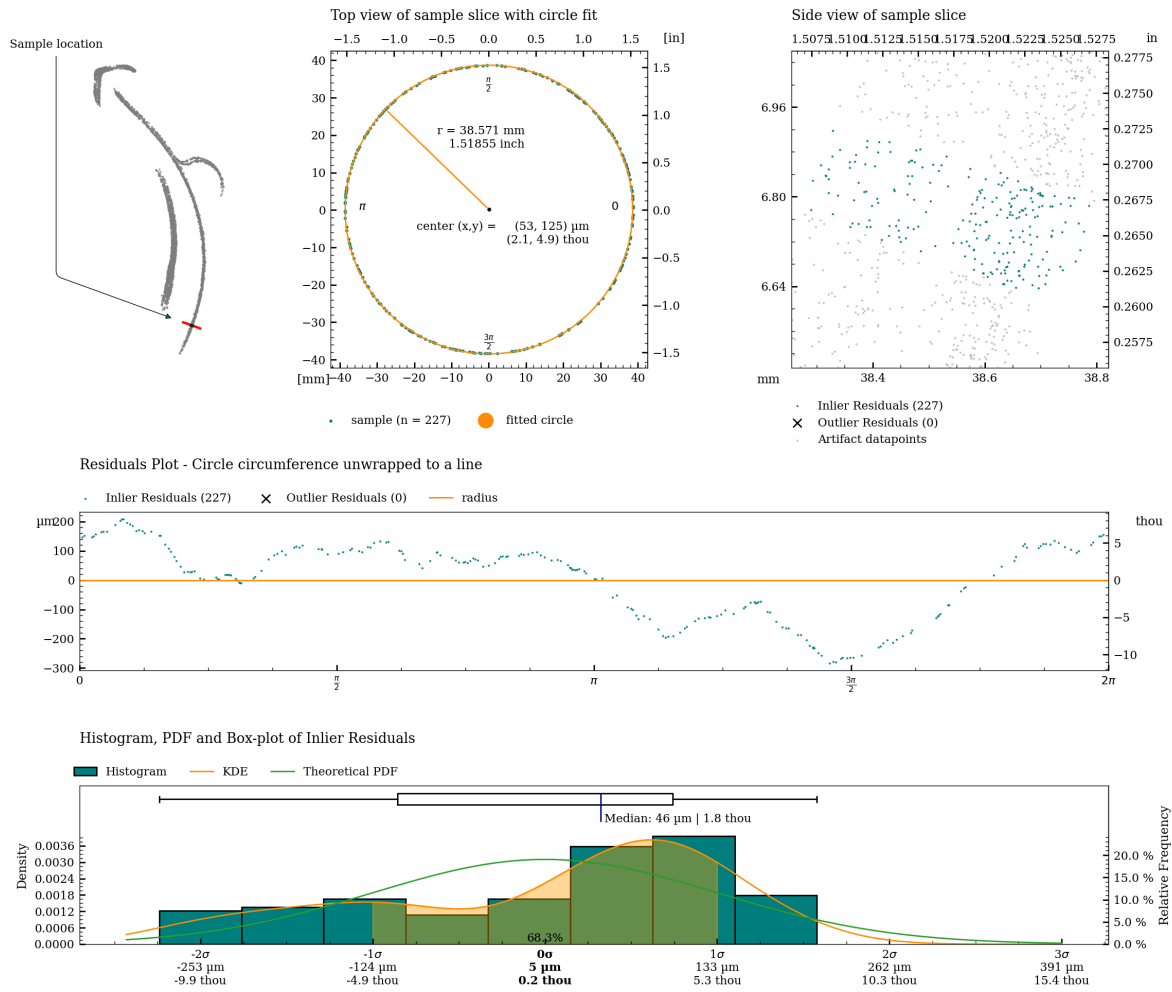 Sample location
Top view of sample slice with circle fit
−1.5 −1.0 −0.5 0.0 0.5 1.0 1.5 [in]
40
30
20
10
0
−10
−20
−30
−40
π/2
π
0
3π/2
r = 38.571 mm
1.51855 inch
center (x,y) = (53, 125) µm
(2.1, 4.9) thou
1.5
1.0
0.5
0.0
−0.5
−1.0
−1.5
[mm] −40 −30 −20 −10 0 10 20 30 40
sample (n = 227) fitted circle
Side view of sample slice
1.5075 1.5100 1.5125 1.5150 1.5175 1.5200 1.5225 1.5250 1.5275 in
6.96
6.80
6.64
0.2775
0.2750
0.2725
0.2700
0.2675
0.2650
0.2625
0.2600
0.2575
mm 38.4 38.6 38.8
Inlier Residuals (227)
Outlier Residuals (0)
Artifact datapoints
Residuals Plot - Circle circumference unwrapped to a line
Inlier Residuals (227) Outlier Residuals (0) radius
µm
200
100
0
−100
−200
−300
thou
5
0
−5
−10
0 π/2 π 3π/2 2π
Histogram, PDF and Box-plot of Inlier Residuals
Histogram KDE Theoretical PDF
Median: 46 µm | 1.8 thou
Density
0.0036
0.0030
0.0024
0.0018
0.0012
0.0006
0.0000
68.3%
Relative Frequency
20.0 %
15.0 %
10.0 %
5.0 %
0.0 %
-2σ -1σ 0σ 1σ 2σ 3σ
-253 µm -124 µm 5 µm 133 µm 262 µm 391 µm
-9.9 thou -4.9 thou 0.2 thou 5.3 thou 10.3 thou 15.4 thou